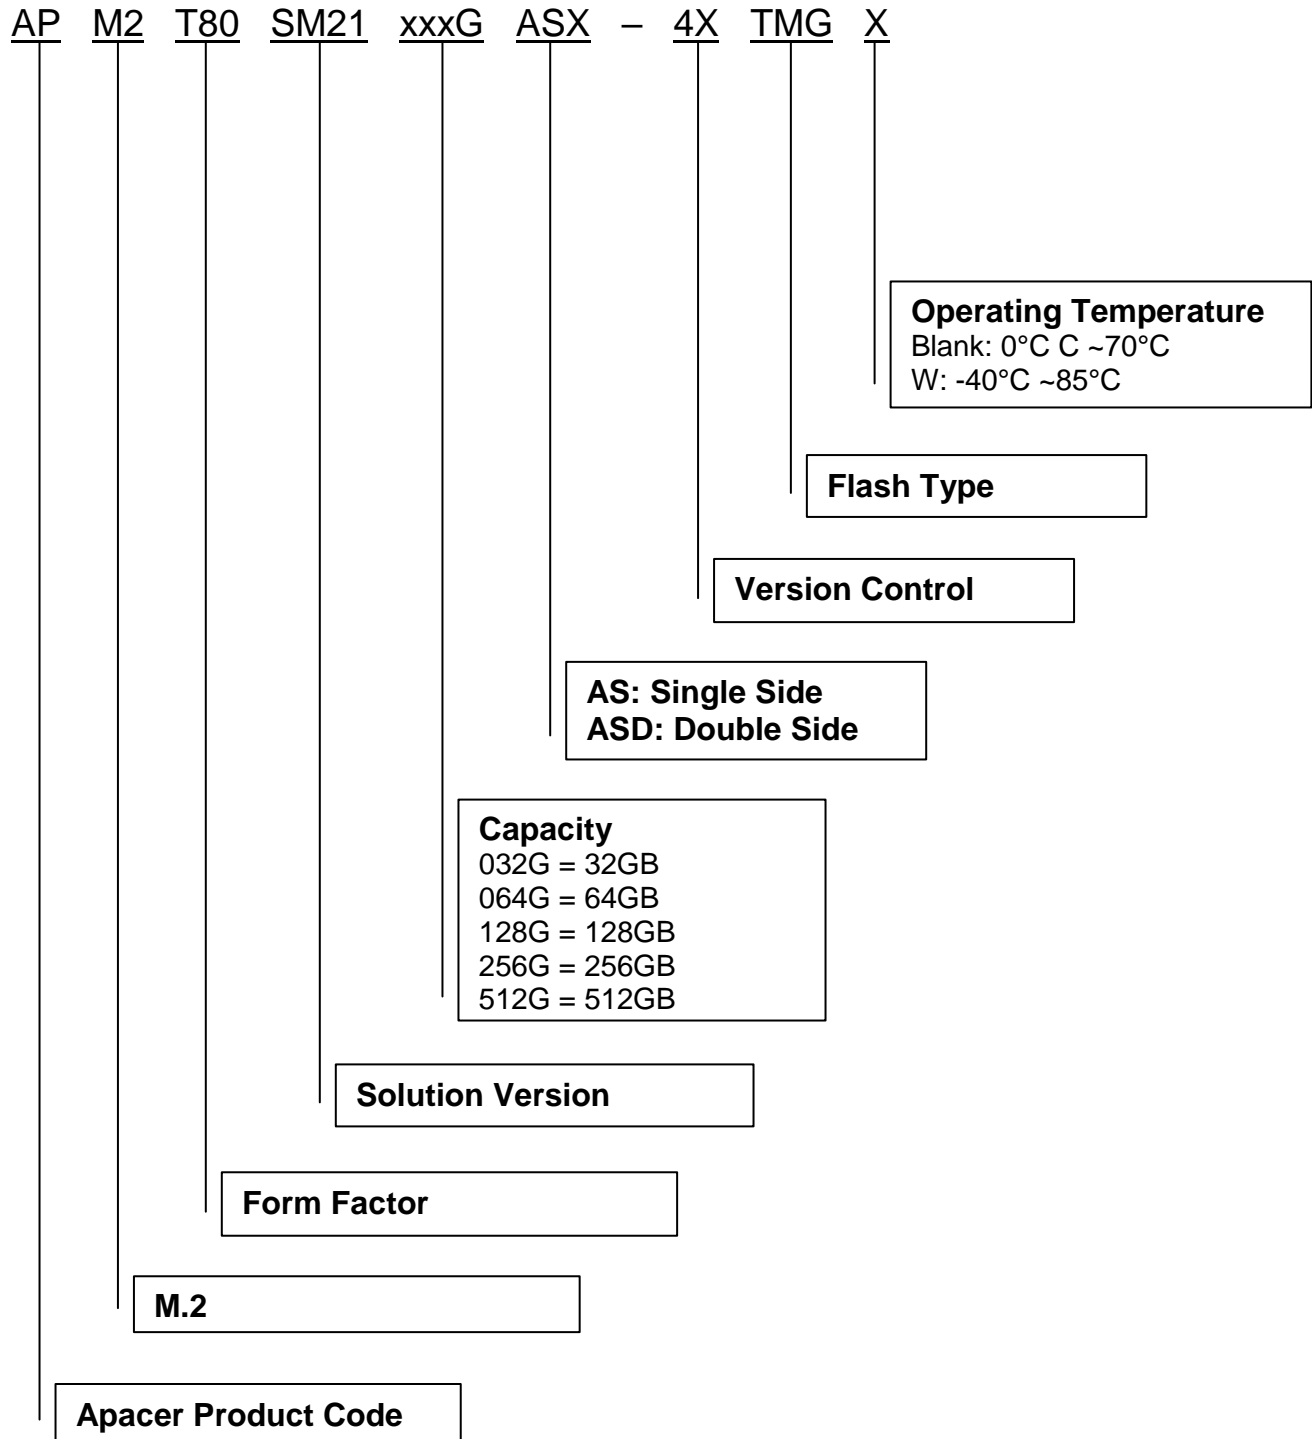 AP M2 T80 SM21 xxxG ASX – 4X TMG X
Operating Temperature
Blank: 0°C C ~70°C
W: -40°C ~85°C
Flash Type
Version Control
AS: Single Side
ASD: Double Side
Capacity
032G = 32GB
064G = 64GB
128G = 128GB
256G = 256GB
512G = 512GB
Solution Version
Form Factor
M.2
Apacer Product Code